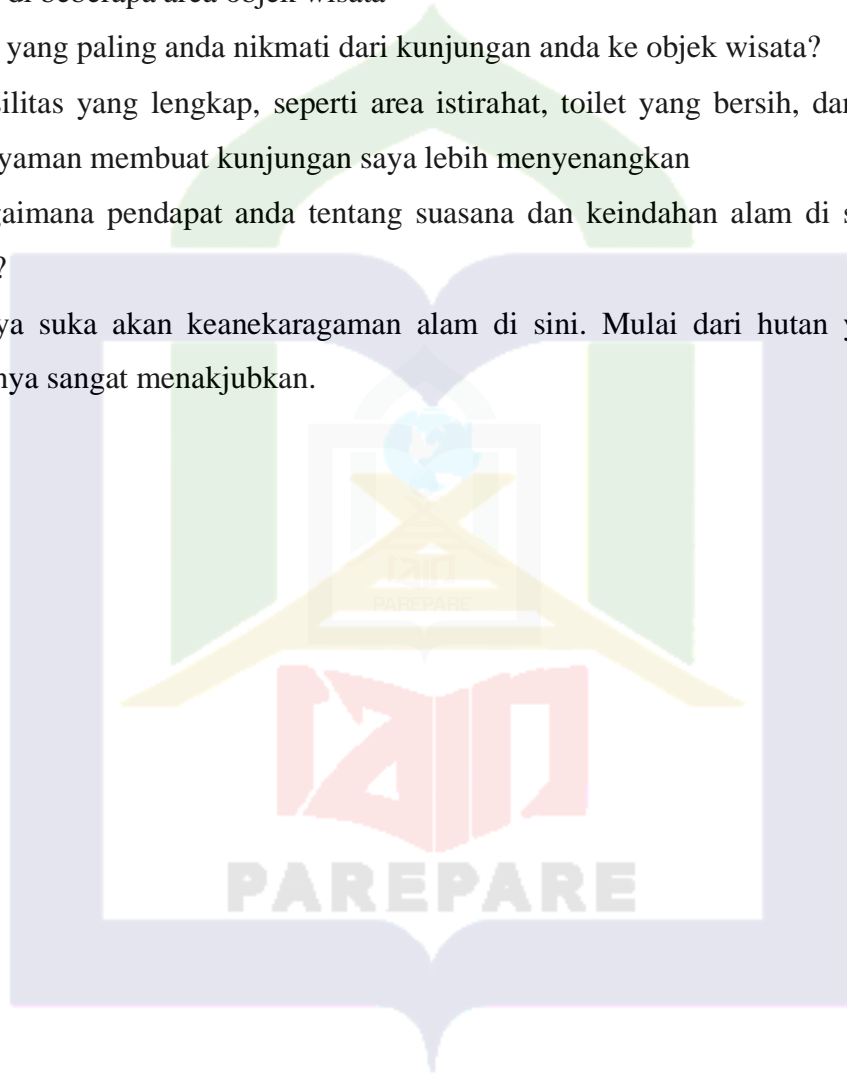 di beberapa area objek wisata
yang paling anda nikmati dari kunjungan anda ke objek wisata?
silitas yang lengkap, seperti area istirahat, toilet yang bersih, dan
yaman membuat kunjungan saya lebih menyenangkan
gaimana pendapat anda tentang suasana dan keindahan alam di s
?
ya suka akan keanekaragaman alam di sini. Mulai dari hutan y
nya sangat menakjubkan.
IAIN
PAREPARE
IAIN
PAREPARE